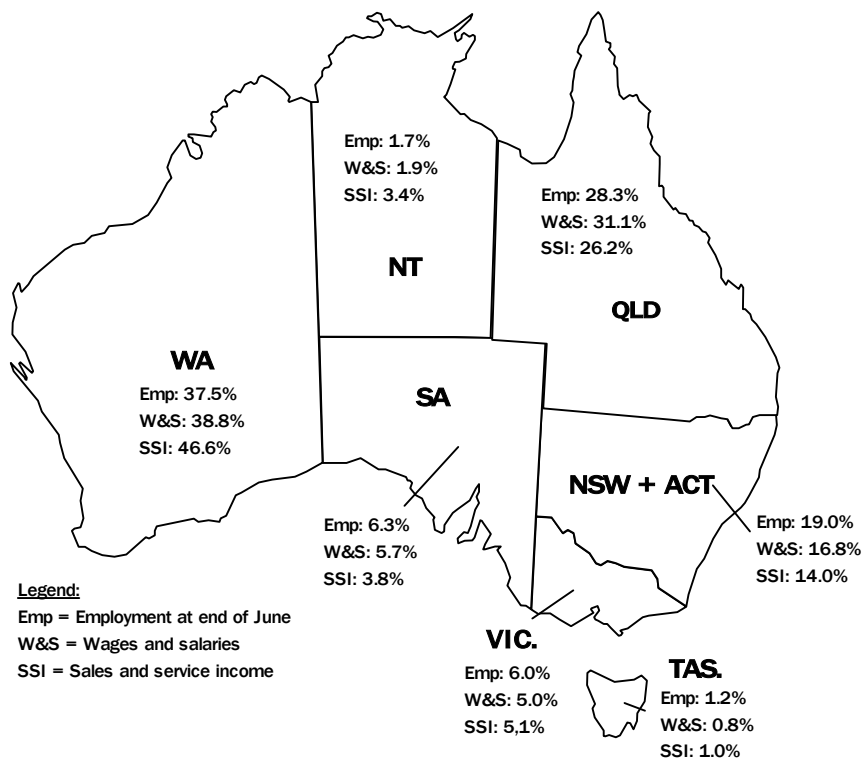 Emp: 1.7%
W&S: 1.9%
SSI: 3.4%
NT
Emp: 28.3%
W&S: 31.1%
SSI: 26.2%
QLD
WA
Emp: 37.5%
W&S: 38.8%
SSI: 46.6%
SA
Emp: 6.3%
W&S: 5.7%
SSI: 3.8%
NSW + ACT
Emp: 19.0%
W&S: 16.8%
SSI: 14.0%
Legend:
Emp = Employment at end of June
W&S = Wages and salaries
SSI = Sales and service income
VIC.
Emp: 6.0%
W&S: 5.0%
SSI: 5,1%
TAS.
Emp: 1.2%
W&S: 0.8%
SSI: 1.0%